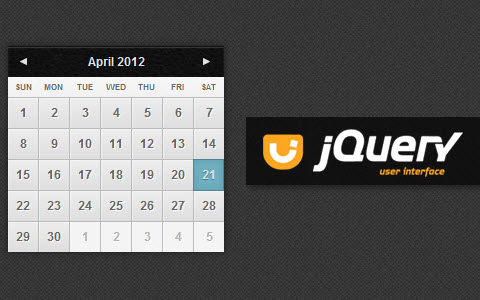 April 2012
SUN MON TUE WED THU FRI SAT
1 2 3 4 5 6 7
8 9 10 11 12 13 14
15 16 17 18 19 20 21
22 23 24 25 26 27 28
29 30 1 2 3 4 5
jQuery
user interface